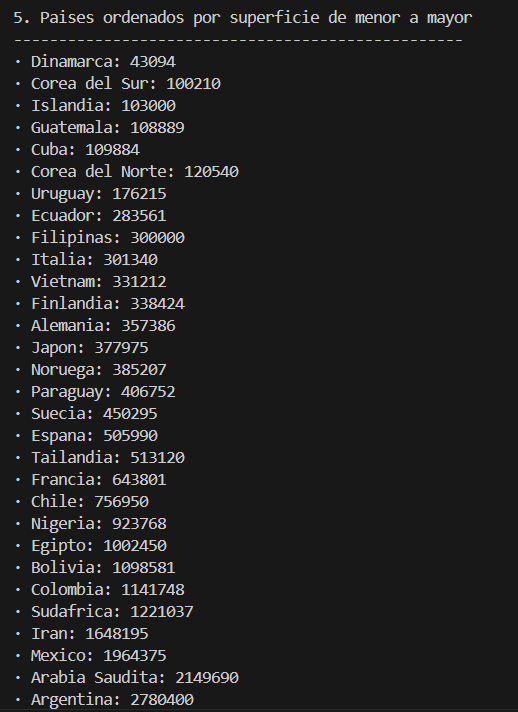 5. Paises ordenados por superficie de menor a mayor
--------------------------------------------------
· Dinamarca: 43094
· Corea del Sur: 100210
· Islandia: 103000
· Guatemala: 108889
· Cuba: 109884
· Corea del Norte: 120540
· Uruguay: 176215
· Ecuador: 283561
· Filipinas: 300000
· Italia: 301340
· Vietnam: 331212
· Finlandia: 338424
· Alemania: 357386
· Japon: 377975
· Noruega: 385207
· Paraguay: 406752
· Suecia: 450295
· Espana: 505990
· Tailandia: 513120
· Francia: 643801
· Chile: 756950
· Nigeria: 923768
· Egipto: 1002450
· Bolivia: 1098581
· Colombia: 1141748
· Sudafrica: 1221037
· Iran: 1648195
· Mexico: 1964375
· Arabia Saudita: 2149690
· Argentina: 2780400